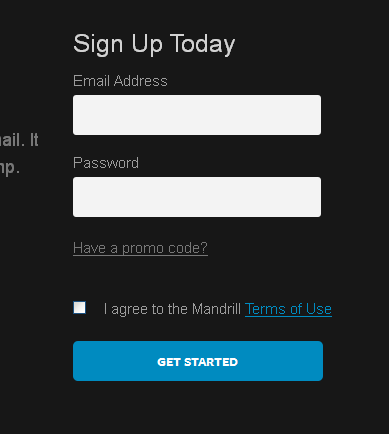 Sign Up Today
Email Address
ail. It
Password
np.
Have a promo code?
I agree to the Mandrill Terms of Use
GET STARTED